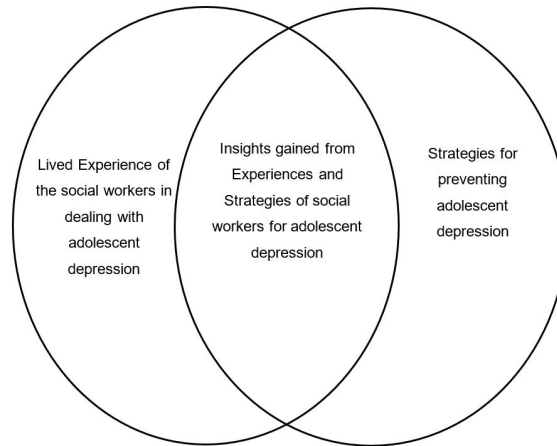 Lived Experience of
the social workers in
dealing with
adolescent
depression
Insights gained from
Experiences and
Strategies of social
workers for adolescent
depression
Strategies for
preventing
adolescent
depression